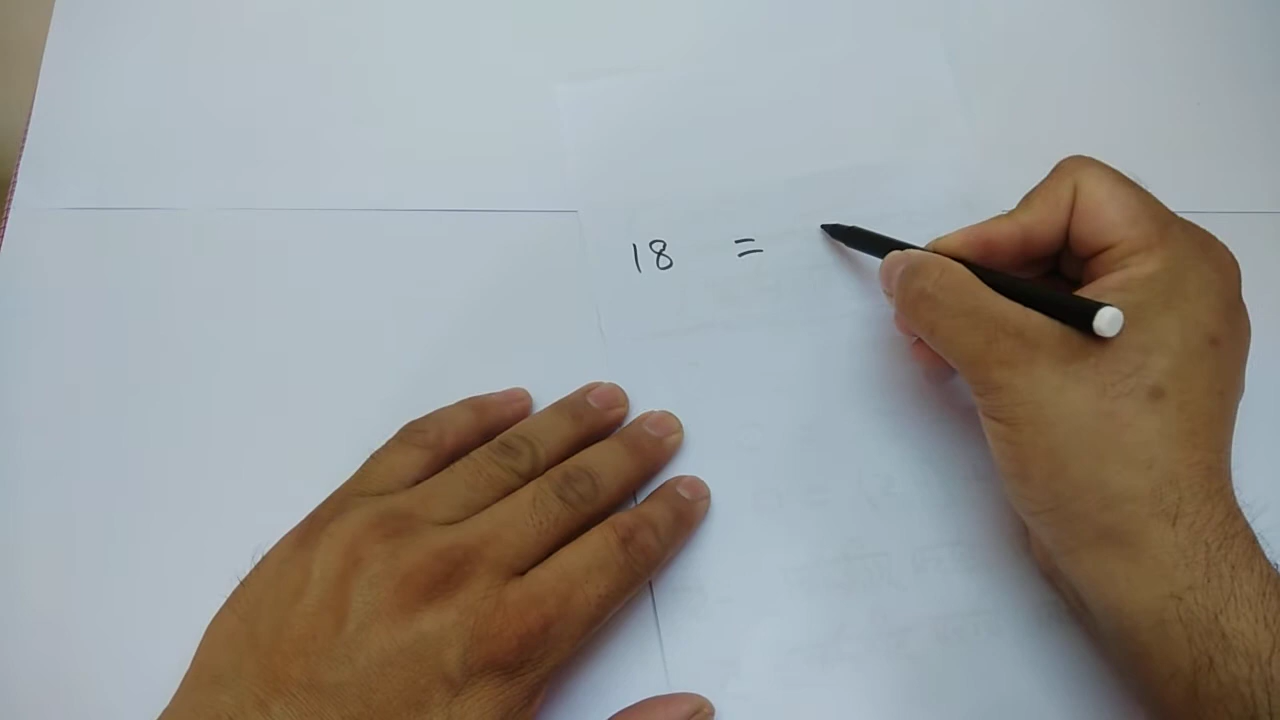 18 =